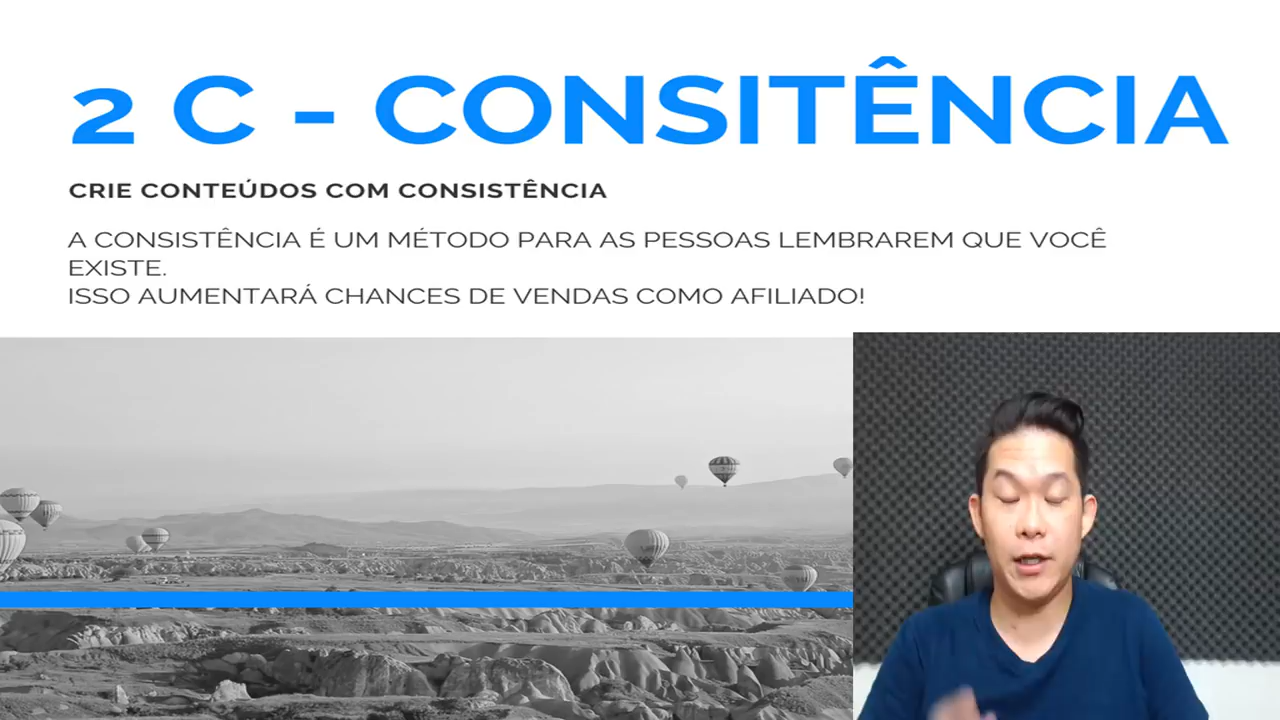 2 C - CONSITÊNCIA
CRIE CONTEÚDOS COM CONSISTÊNCIA
A CONSISTÊNCIA É UM MÉTODO PARA AS PESSOAS LEMBRAREM QUE VOCÊ
EXISTE.
ISSO AUMENTARÁ CHANCES DE VENDAS COMO AFILIADO!